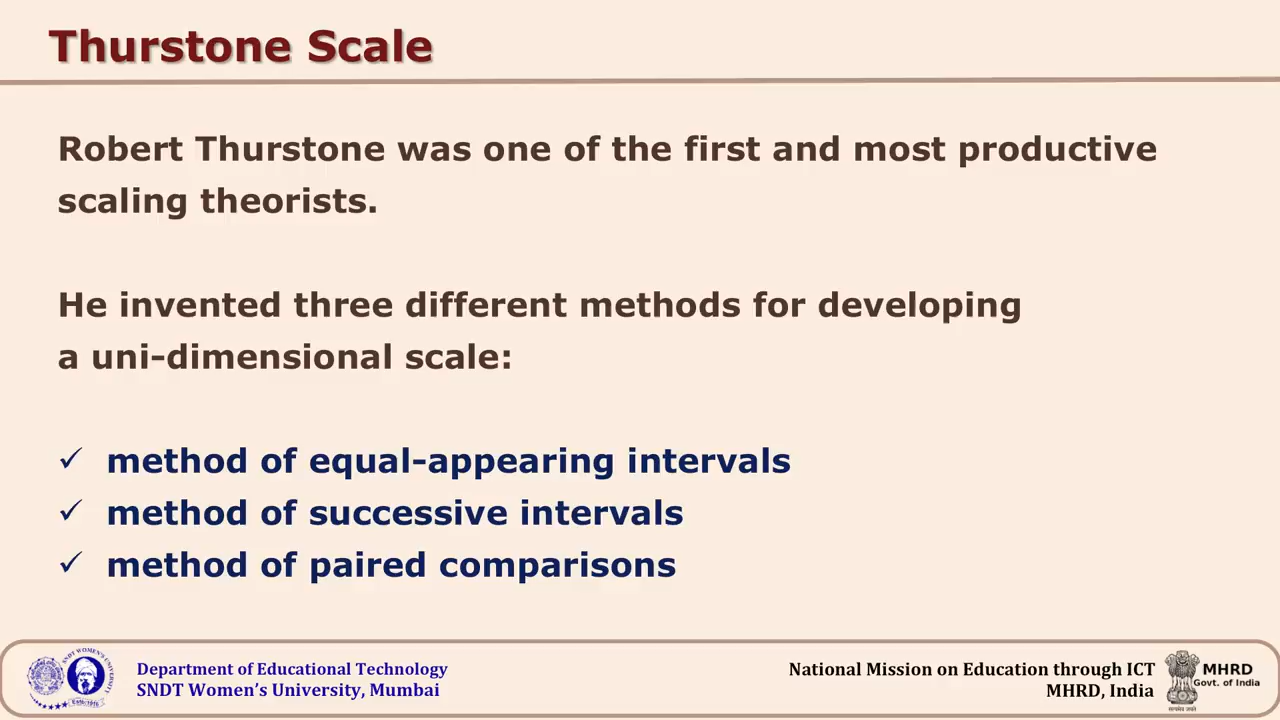 Thurstone Scale
Robert Thurstone was one of the first and most productive
scaling theorists.
He invented three different methods for developing
a uni-dimensional scale:
✓ method of equal-appearing intervals
✓ method of successive intervals
✓ method of paired comparisons
Department of Educational Technology
SNDT Women's University, Mumbai
National Mission on Education through ICT
MHRD, India
MHRD
Govt. of India